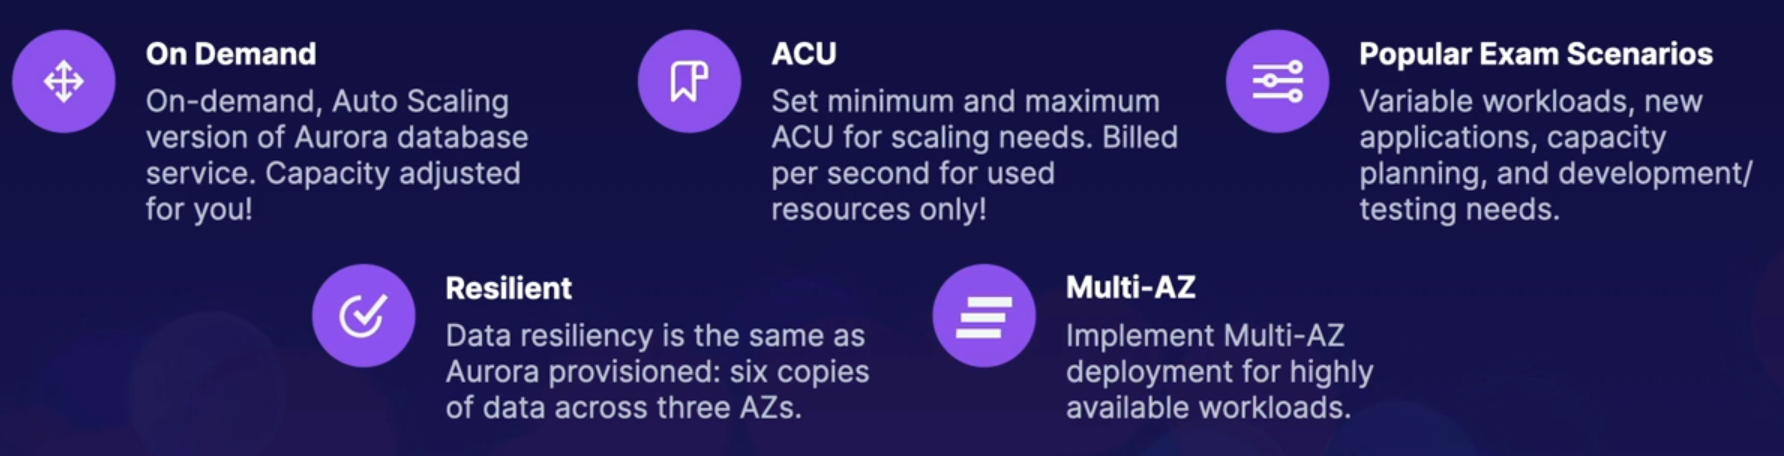 On Demand
On-demand, Auto Scaling
version of Aurora database
service. Capacity adjusted
for you!
ACU
Set minimum and maximum
ACU for scaling needs. Billed
per second for used
resources only!
Popular Exam Scenarios
Variable workloads, new
applications, capacity
planning, and development/
testing needs.
Resilient
Data resiliency is the same as
Aurora provisioned: six copies
of data across three AZs.
Multi-AZ
Implement Multi-AZ
deployment for highly
available workloads.